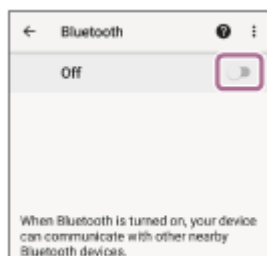 Bluetooth
Off
When Bluetooth is turned on, your device
can communicate with other nearby
Bluetooth devices.